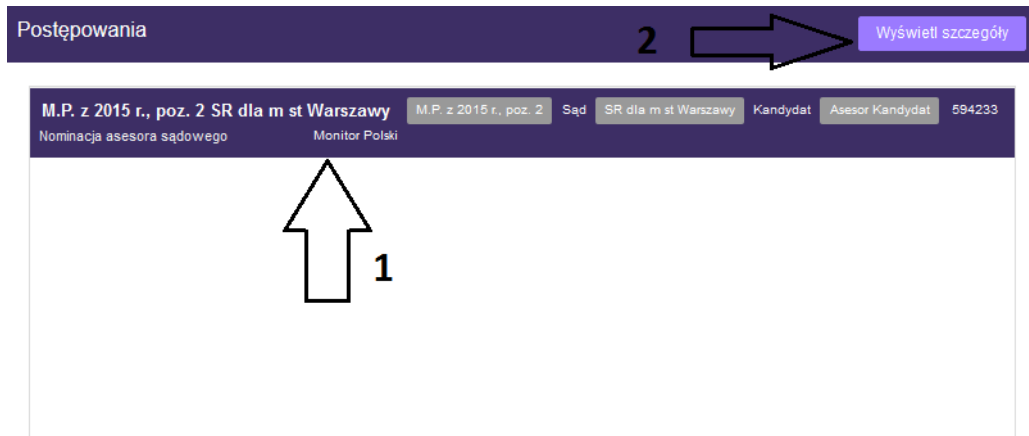 Postępowania
2
Wyświetl szczegóły
M.P. z 2015 r., poz. 2 SR dla m st Warszawy M.P. z 2015 r., poz. 2 Sąd SR dla m st Warszawy Kandydat Asesor Kandydat 594233
Nominacja asesora sądowego Monitor Polski
1